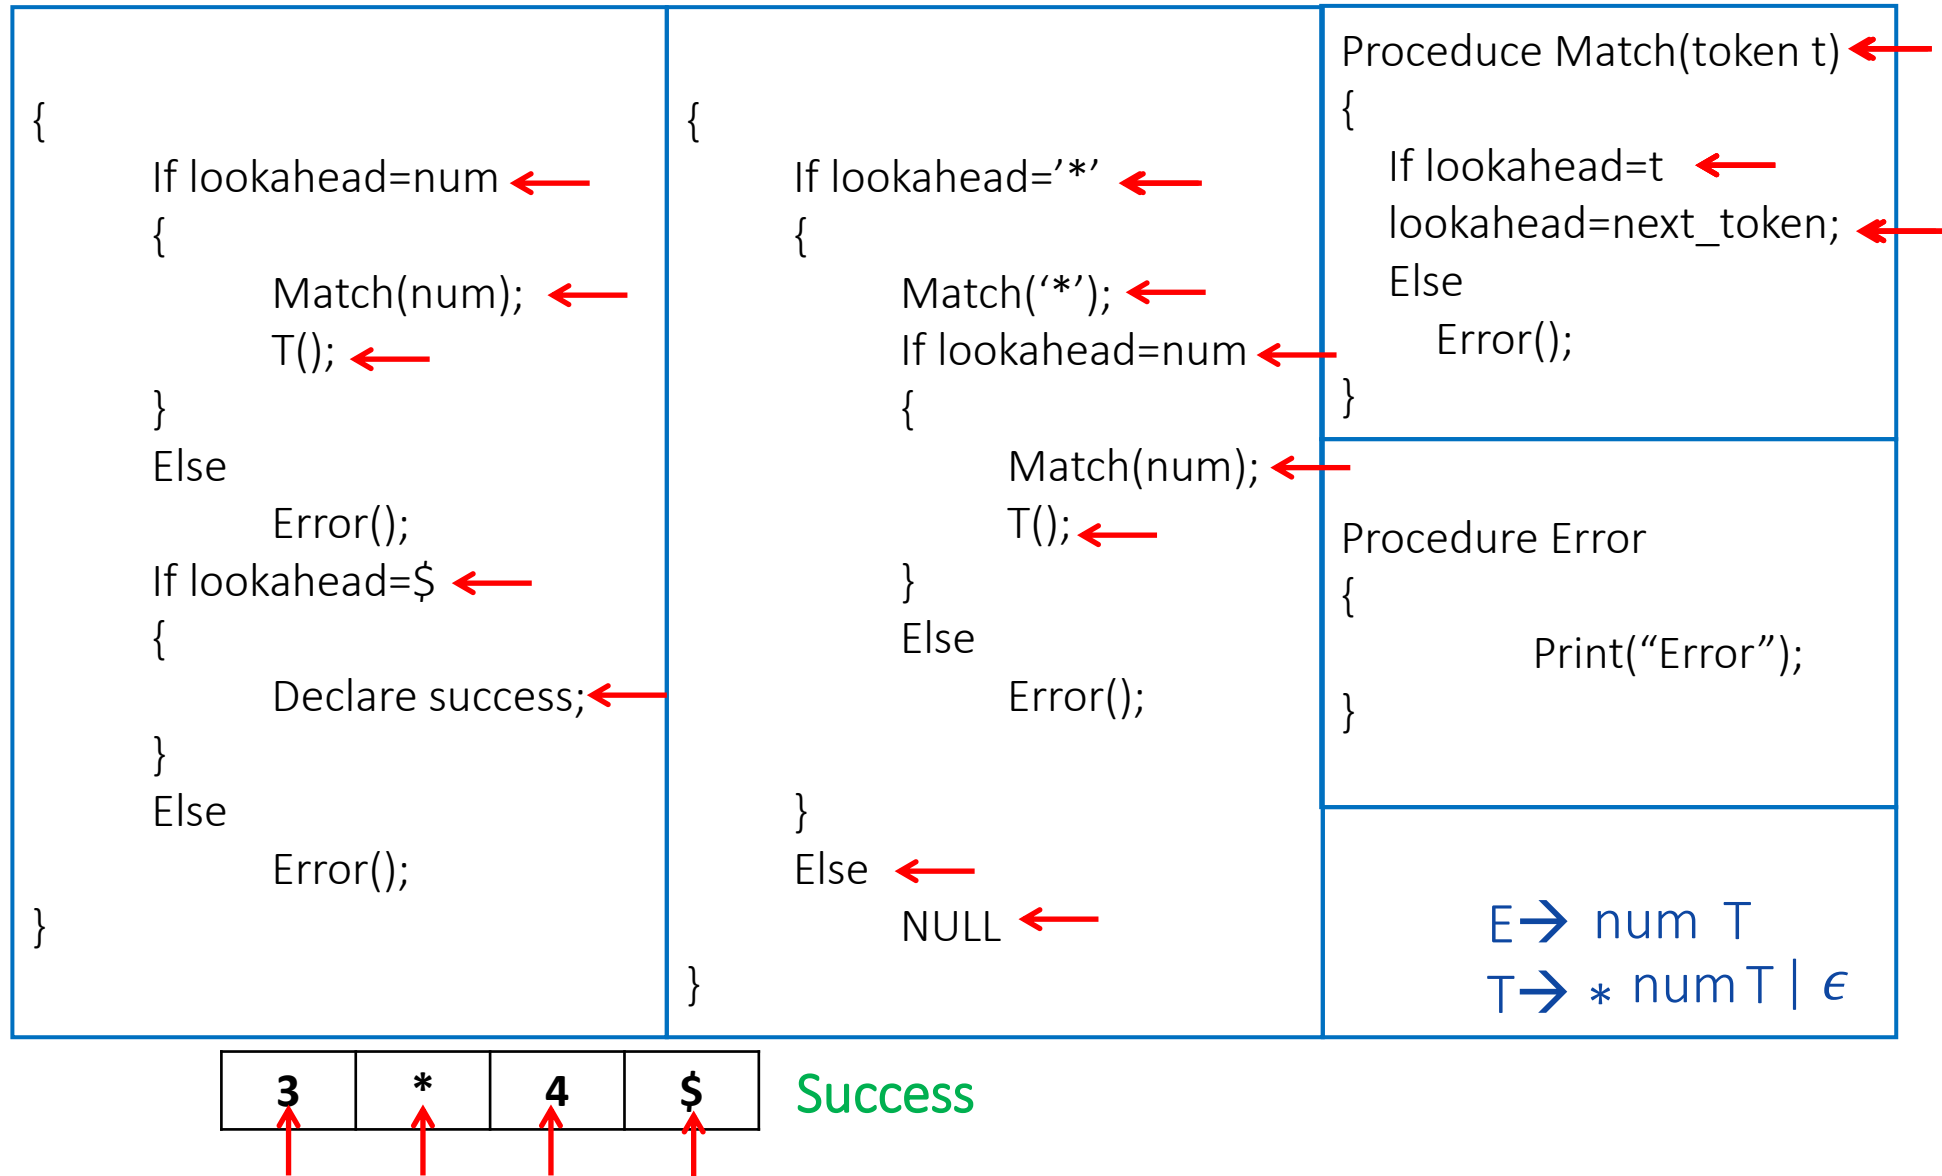 {
If lookahead=num
{
Match(num);
T();
}
Else
Error();
If lookahead=$
{
Declare success;
}
Else
Error();
}
{
If lookahead=’*’
{
Match(‘*’);
If lookahead=num
{
Match(num);
T();
}
Else
Error();
}
Else
NULL
}
Proceduce Match(token t)
{
If lookahead=t
lookahead=next_token;
Else
Error();
}
Procedure Error
{
Print(“Error”);
}
E→ num T
T→ * num T | ϵ
3 * 4 $ Success